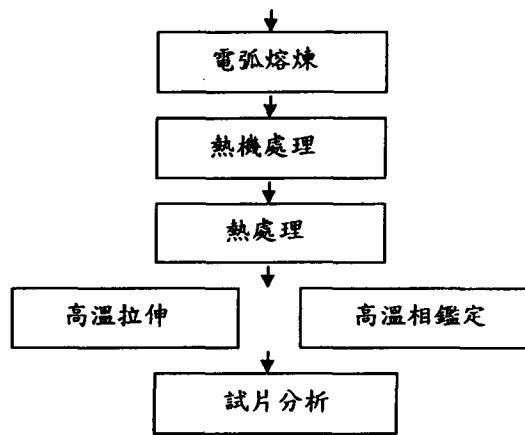 電弧熔煉
熱機處理
熱處理
高溫拉伸
高溫相鑑定
試片分析